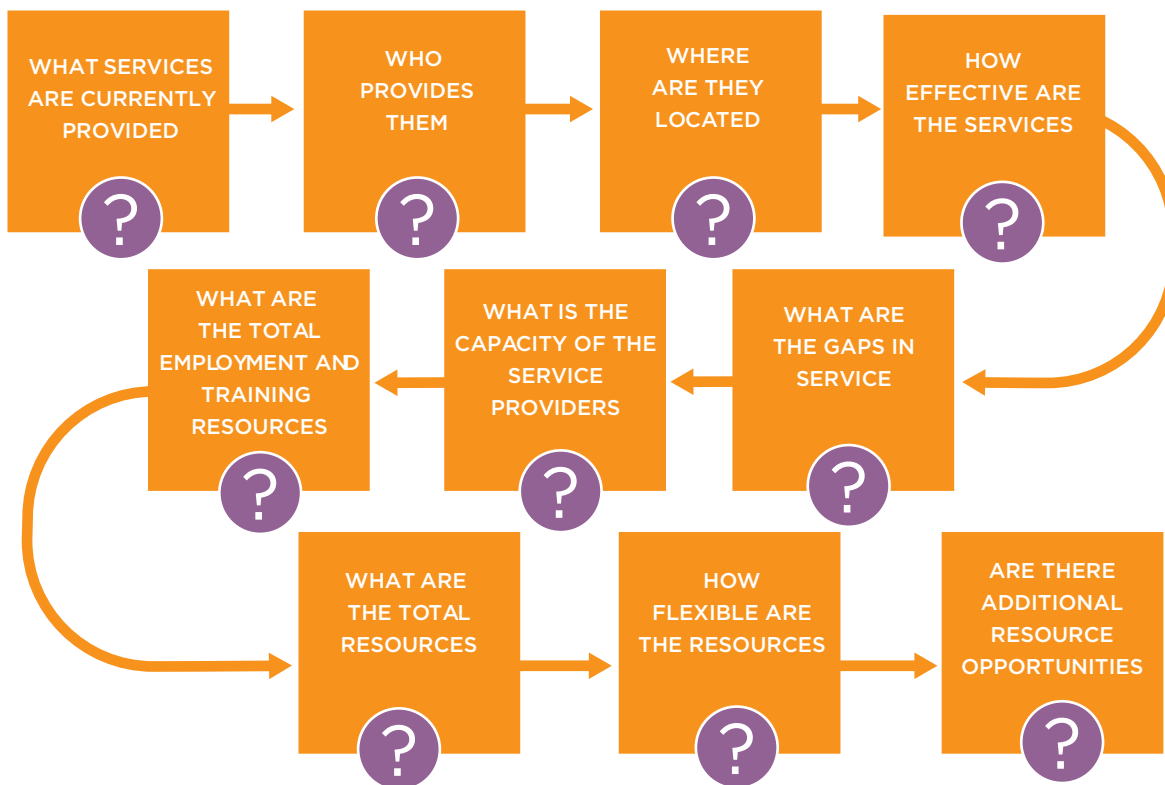 WHAT SERVICES
ARE CURRENTLY
PROVIDED
?
WHO
PROVIDES
THEM
?
WHERE
ARE THEY
LOCATED
?
HOW
EFFECTIVE ARE
THE SERVICES
?
WHAT ARE
THE GAPS IN
SERVICE
?
WHAT IS THE
CAPACITY OF THE
SERVICE
PROVIDERS
?
WHAT ARE
THE TOTAL
EMPLOYMENT AND
TRAINING
RESOURCES
?
WHAT ARE
THE TOTAL
RESOURCES
?
HOW
FLEXIBLE ARE
THE RESOURCES
?
ARE THERE
ADDITIONAL
RESOURCE
OPPORTUNITIES
?